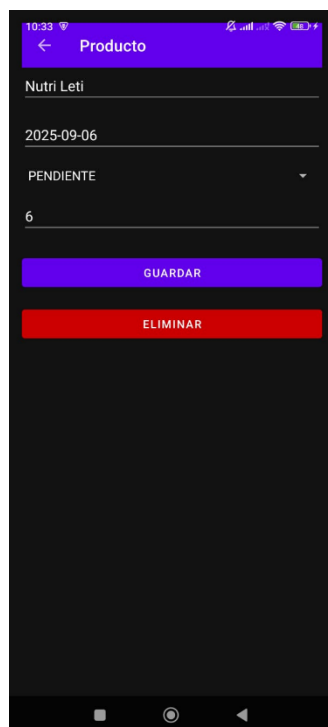 10:33
Producto
Nutri Leti
2025-09-06
PENDIENTE
6
GUARDAR
ELIMINAR